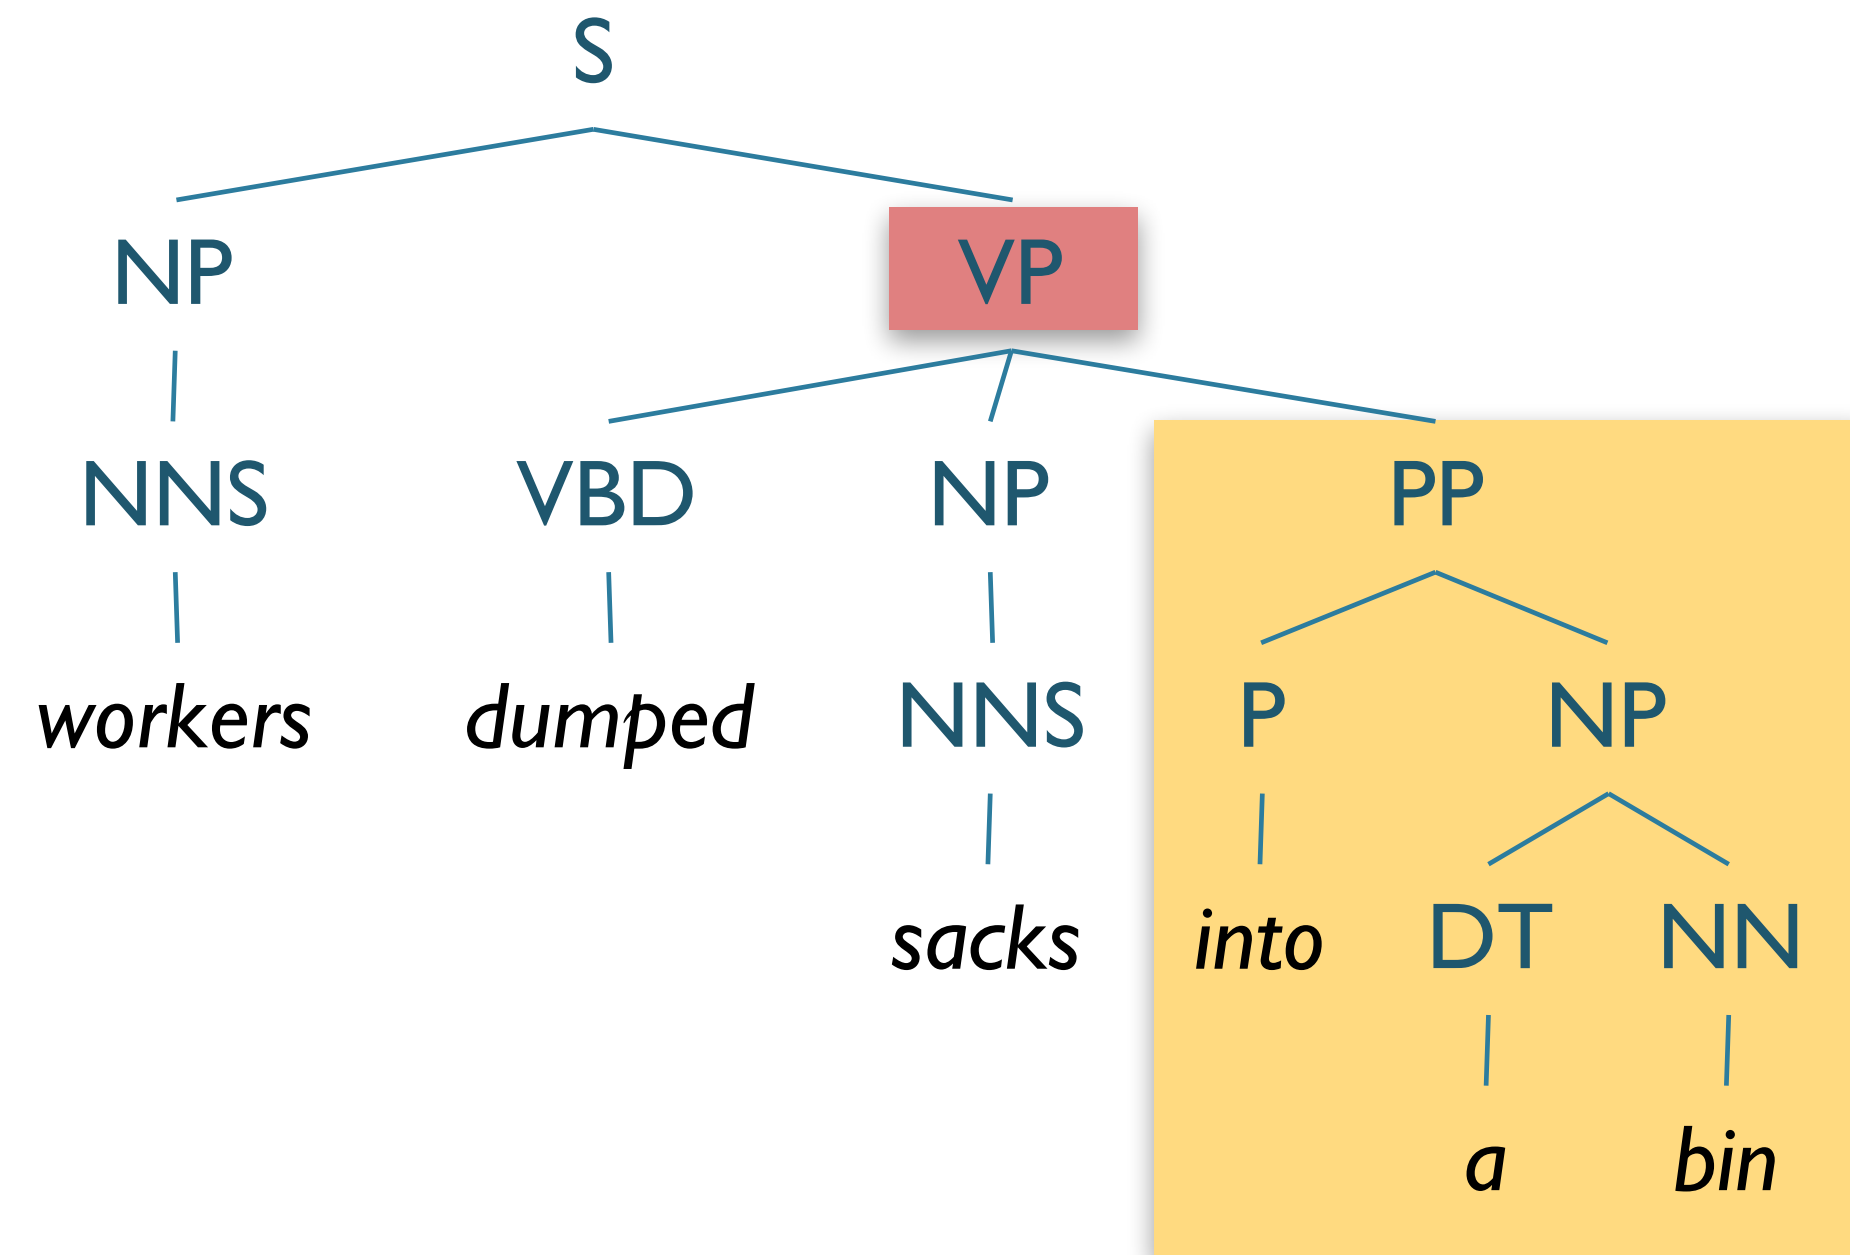 S
NP VP
NNS VBD NP PP
workers dumped NNS P NP
sacks into DT NN
a bin